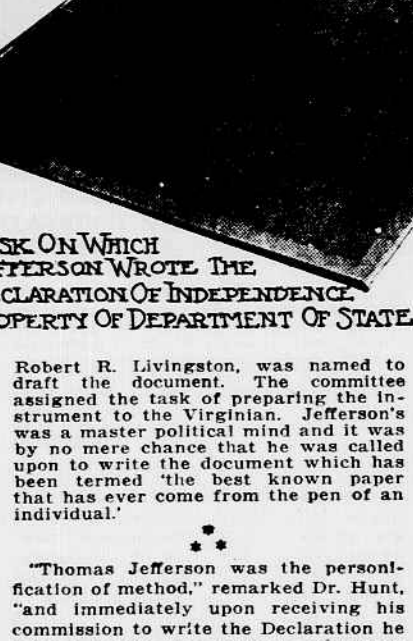 SK ON WHICH
FFERSON WROTE THE
CLARATION OF INDEPENDENCE
OPERTY OF DEPARTMENT OF STATE
Robert R. Livingston, was named to
draft the document. The committee
assigned the task of preparing the in-
strument to the Virginian. Jefferson's
was a master political mind and it was
by no mere chance that he was called
upon to write the document which has
been termed 'the best known paper
that has ever come from the pen of an
individual.'
* * *
"Thomas Jefferson was the personi-
fication of method," remarked Dr. Hunt,
"and immediately upon receiving his
commission to write the Declaration he